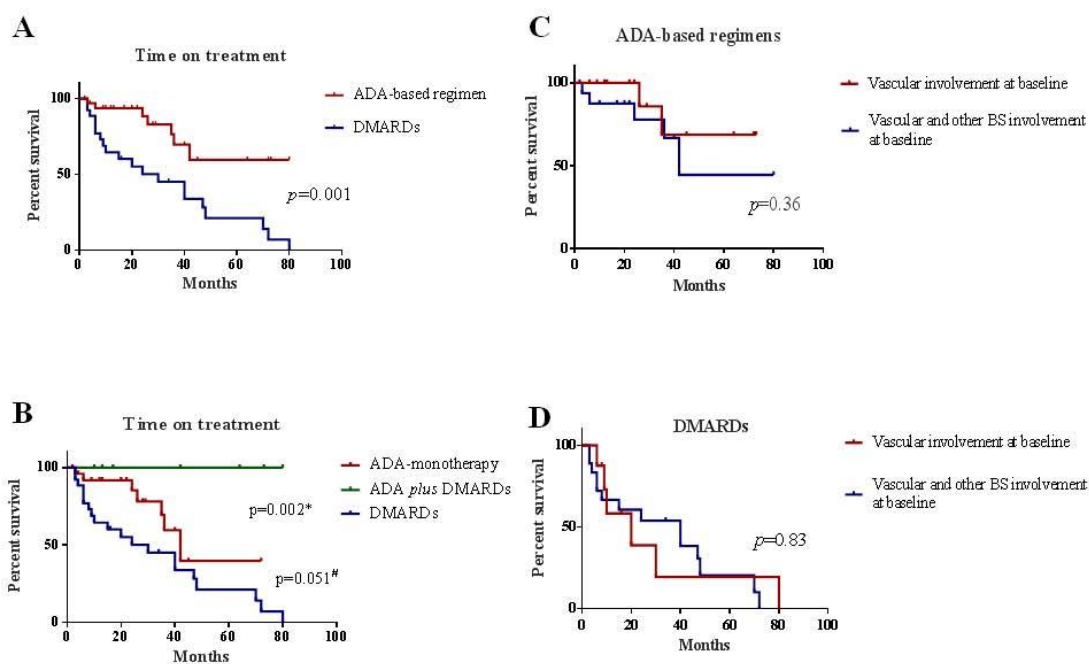 A
Time on treatment
Percent survival
100
50
0
0 20 40 60 80 100
Months
ADA-based regimen
DMARDs
p=0.001
C
ADA-based regimens
Percent survival
100
50
0
0 20 40 60 80 100
Months
Vascular involvement at baseline
Vascular and other BS involvement
at baseline
p=0.36
B
Time on treatment
Percent survival
100
50
0
0 20 40 60 80 100
Months
ADA-monotherapy
ADA plus DMARDs
DMARDs
p=0.002*
p=0.051#
D
DMARDs
Percent survival
100
50
0
0 20 40 60 80 100
Months
Vascular involvement at baseline
Vascular and other BS involvement
at baseline
p=0.83